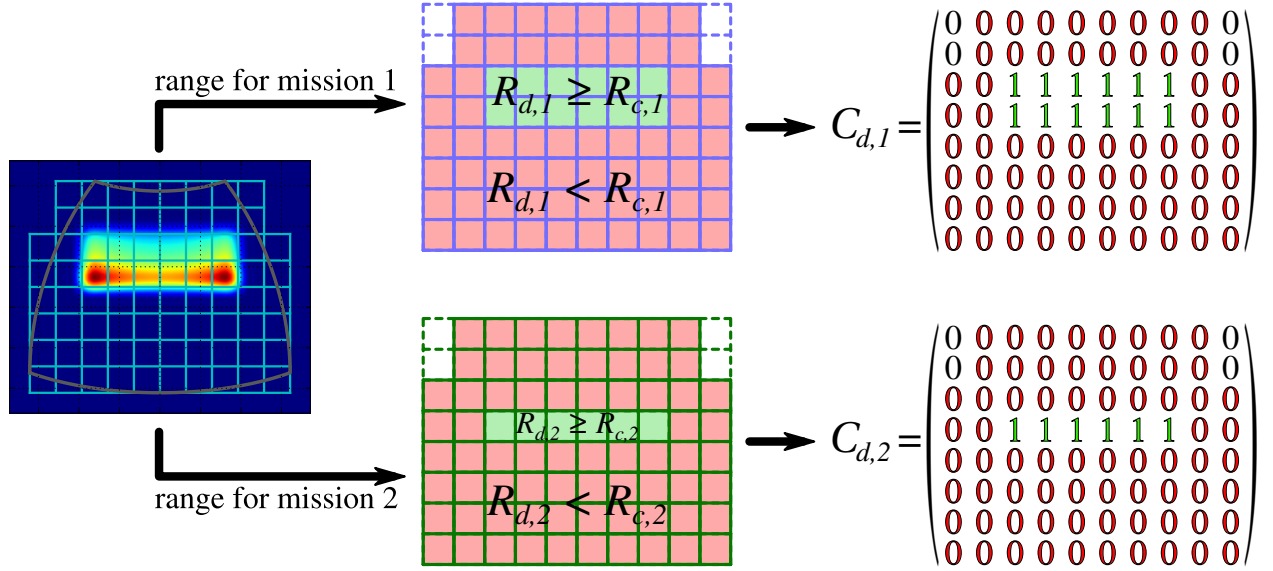 range for mission 1
R_{d,1} ≥ R_{c,1}
R_{d,1} < R_{c,1}
C_{d,1} =
0 0 0 0 0 0 0 0 0 0
0 0 0 0 0 0 0 0 0 0
0 0 1 1 1 1 1 1 0 0
0 0 1 1 1 1 1 1 0 0
0 0 0 0 0 0 0 0 0 0
0 0 0 0 0 0 0 0 0 0
0 0 0 0 0 0 0 0 0 0
0 0 0 0 0 0 0 0 0 0
range for mission 2
R_{d,2} ≥ R_{c,2}
R_{d,2} < R_{c,2}
C_{d,2} =
0 0 0 0 0 0 0 0 0 0
0 0 0 0 0 0 0 0 0 0
0 0 0 0 0 0 0 0 0 0
0 0 1 1 1 1 1 1 0 0
0 0 0 0 0 0 0 0 0 0
0 0 0 0 0 0 0 0 0 0
0 0 0 0 0 0 0 0 0 0
0 0 0 0 0 0 0 0 0 0